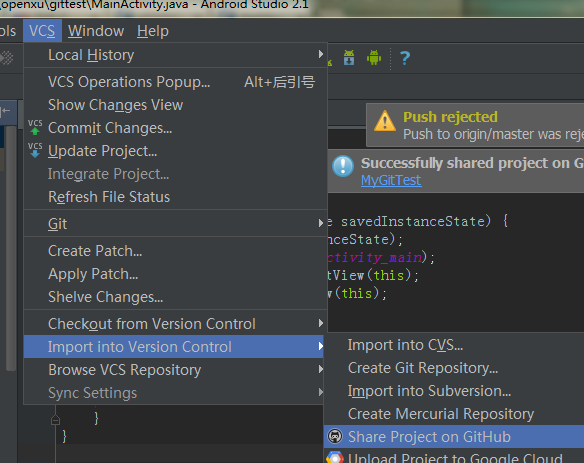 openxu\gittest\MainActivity.java - Android Studio 2.1
ols VCS Window Help
Local History
VCS Operations Popup... Alt+后引号
Show Changes View
Commit Changes...
Update Project...
Integrate Project...
Refresh File Status
Git
Create Patch...
Apply Patch...
Shelve Changes...
Checkout from Version Control
Import into Version Control
Browse VCS Repository
Sync Settings
Push rejected
Push to origin/master was reje
Successfully shared project on G
MyGitTest
e savedInstanceState) {
nceState);
ctivity_main);
tView(this);
w(this);
Import into CVS...
Create Git Repository...
Import into Subversion...
Create Mercurial Repository
Share Project on GitHub
Upload Project to Google Cloud
}
}